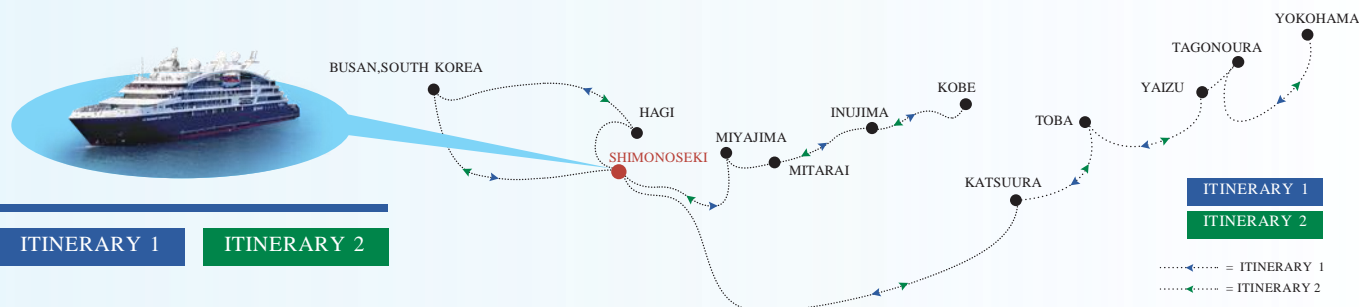 YOKOHAMA
TAGONOURA
BUSAN,SOUTH KOREA
YAIZU
KOBE
HAGI
INUJIMA
TOBA
MIYAJIMA
SHIMONOSEKI
MITARAI
KATSUURA
ITINERARY 1
ITINERARY 2
ITINERARY 1
ITINERARY 2
= ITINERARY 1
= ITINERARY 2